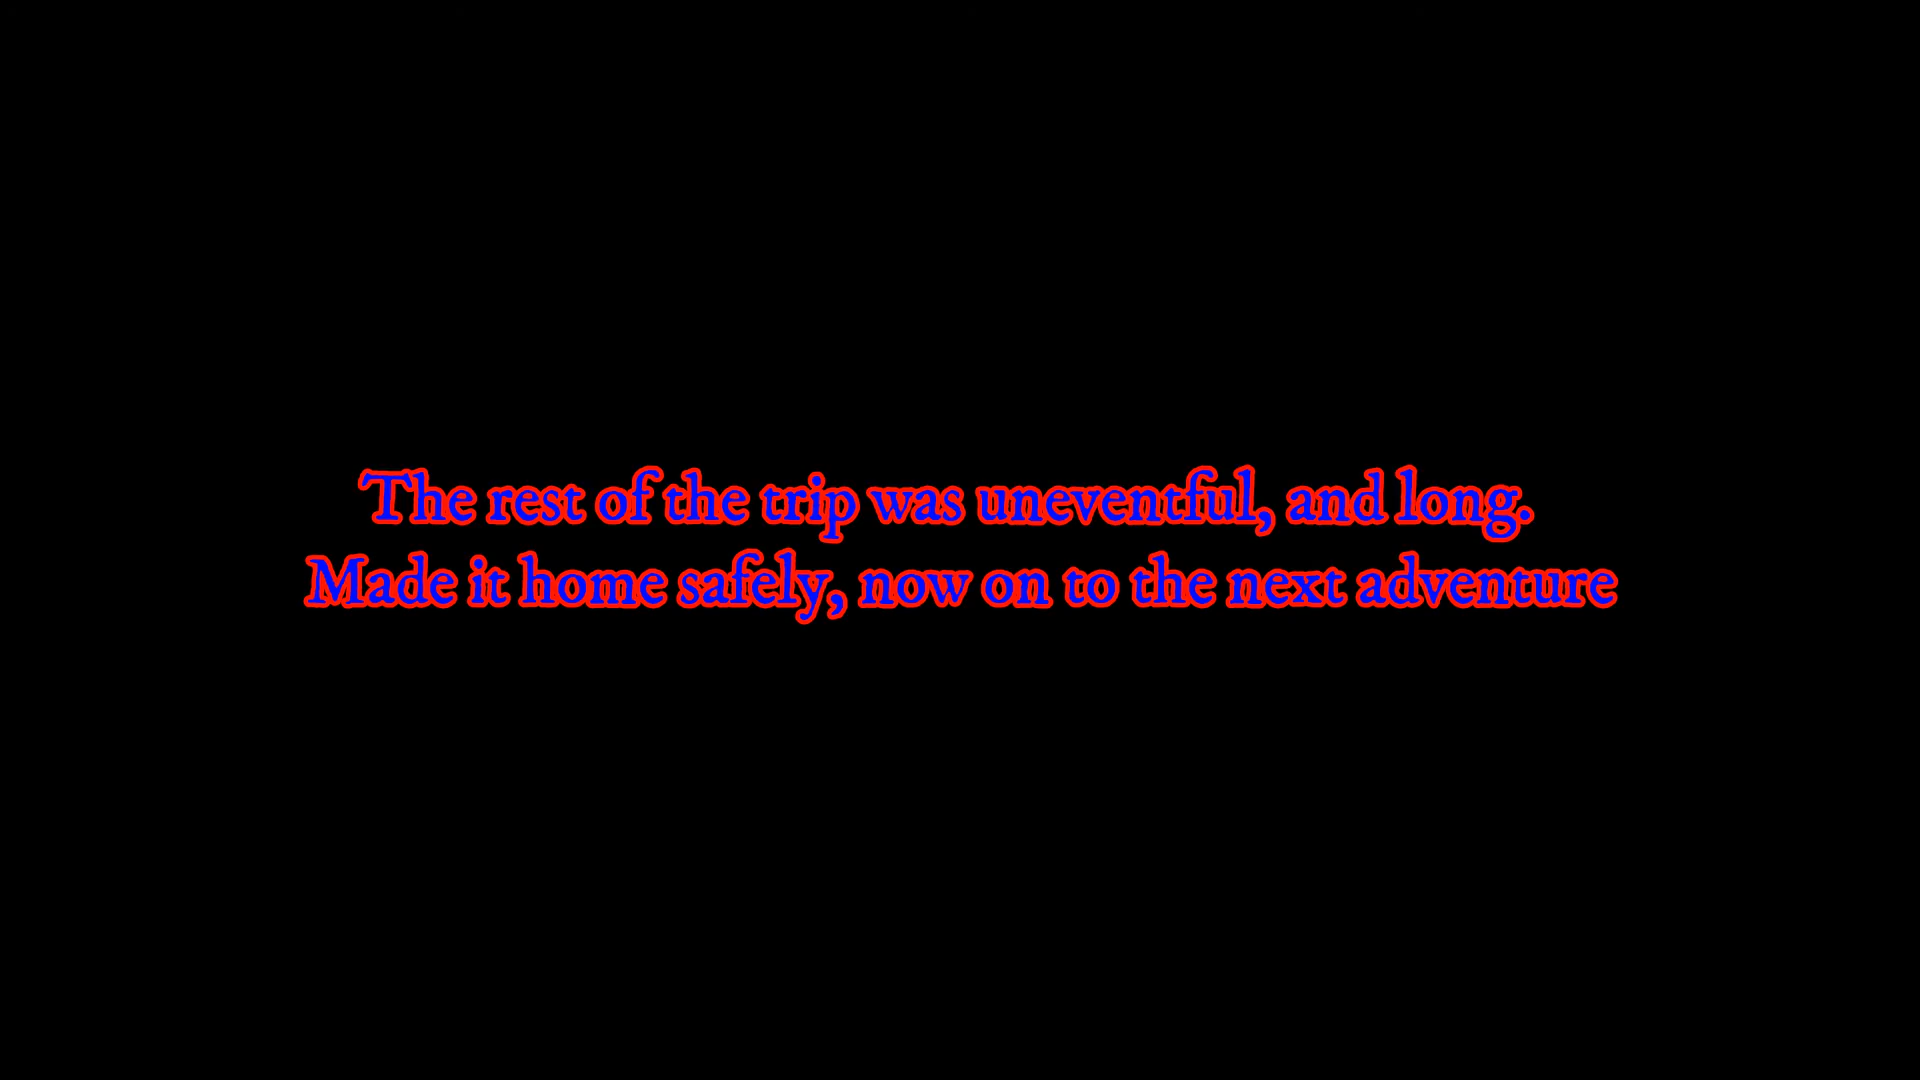 The rest of the trip was uneventful, and long.
Made it home safely, now on to the next adventure